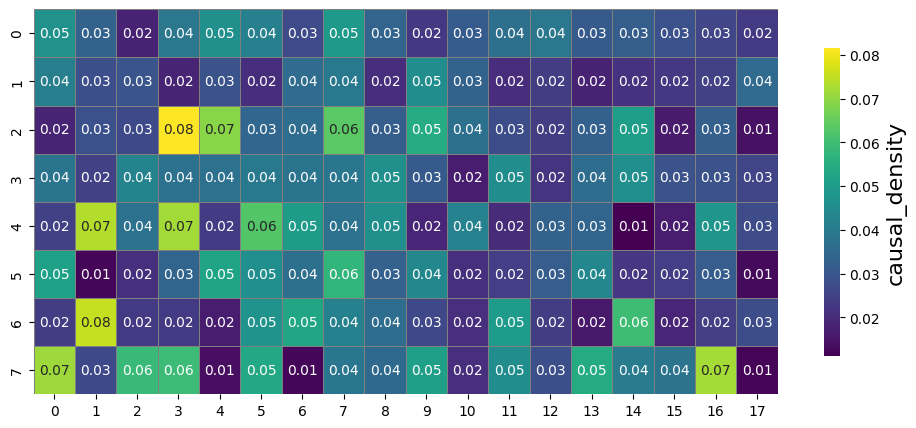 0 0.05 0.03 0.02 0.04 0.05 0.04 0.03 0.05 0.03 0.02 0.03 0.04 0.04 0.03 0.03 0.03 0.03 0.02
1 0.04 0.03 0.03 0.02 0.03 0.02 0.04 0.04 0.02 0.05 0.03 0.02 0.02 0.02 0.02 0.02 0.02 0.04
2 0.02 0.03 0.03 0.08 0.07 0.03 0.04 0.06 0.03 0.05 0.04 0.03 0.02 0.03 0.05 0.02 0.03 0.01
3 0.04 0.02 0.04 0.04 0.04 0.04 0.04 0.04 0.05 0.03 0.02 0.05 0.02 0.04 0.05 0.03 0.03 0.03
4 0.02 0.07 0.04 0.07 0.02 0.06 0.05 0.04 0.05 0.02 0.04 0.02 0.03 0.03 0.01 0.02 0.05 0.03
5 0.05 0.01 0.02 0.03 0.05 0.05 0.04 0.06 0.03 0.04 0.02 0.02 0.03 0.04 0.02 0.02 0.03 0.01
6 0.02 0.08 0.02 0.02 0.02 0.05 0.05 0.04 0.04 0.03 0.02 0.05 0.02 0.02 0.06 0.02 0.02 0.03
7 0.07 0.03 0.06 0.06 0.01 0.05 0.01 0.04 0.04 0.05 0.02 0.05 0.03 0.05 0.04 0.04 0.07 0.01
0 1 2 3 4 5 6 7 8 9 10 11 12 13 14 15 16 17
0.08
0.07
0.06
0.05
0.04
0.03
0.02
causal_density